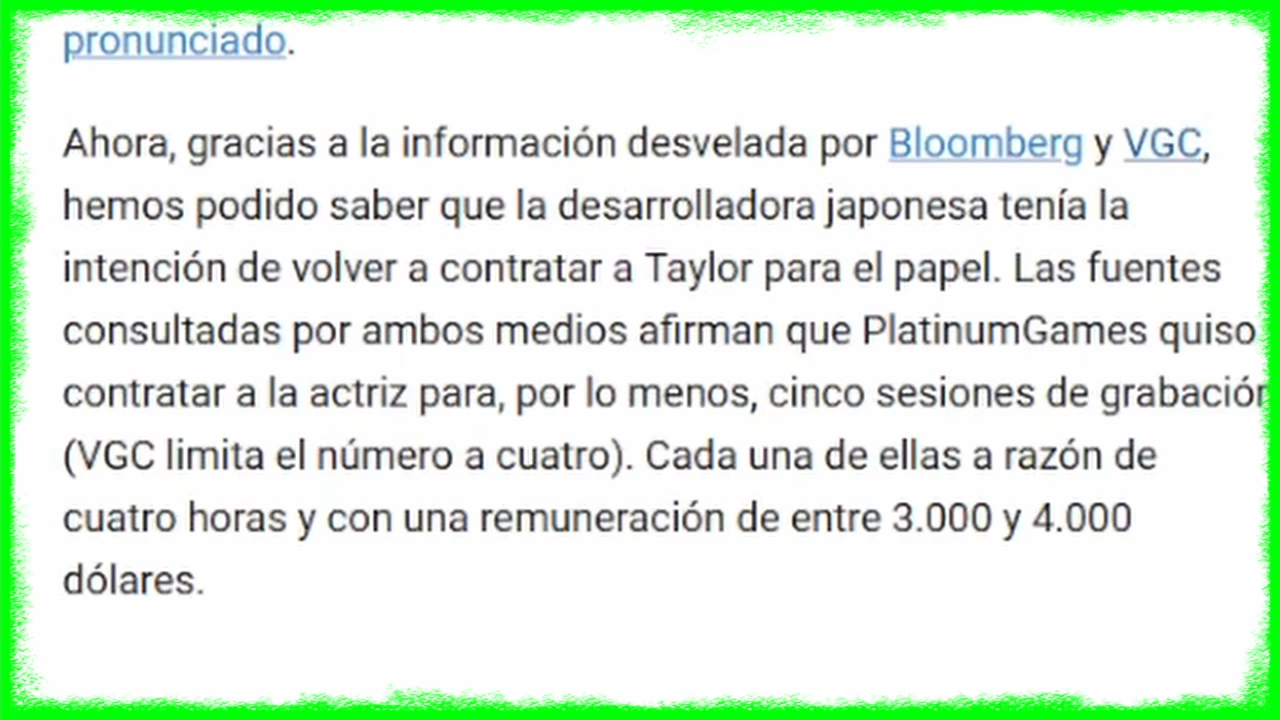 pronunciado.
Ahora, gracias a la información desvelada por Bloomberg y VGC,
hemos podido saber que la desarrolladora japonesa tenía la
intención de volver a contratar a Taylor para el papel. Las fuentes
consultadas por ambos medios afirman que PlatinumGames quiso
contratar a la actriz para, por lo menos, cinco sesiones de grabación
(VGC limita el número a cuatro). Cada una de ellas a razón de
cuatro horas y con una remuneración de entre 3.000 y 4.000
dólares.